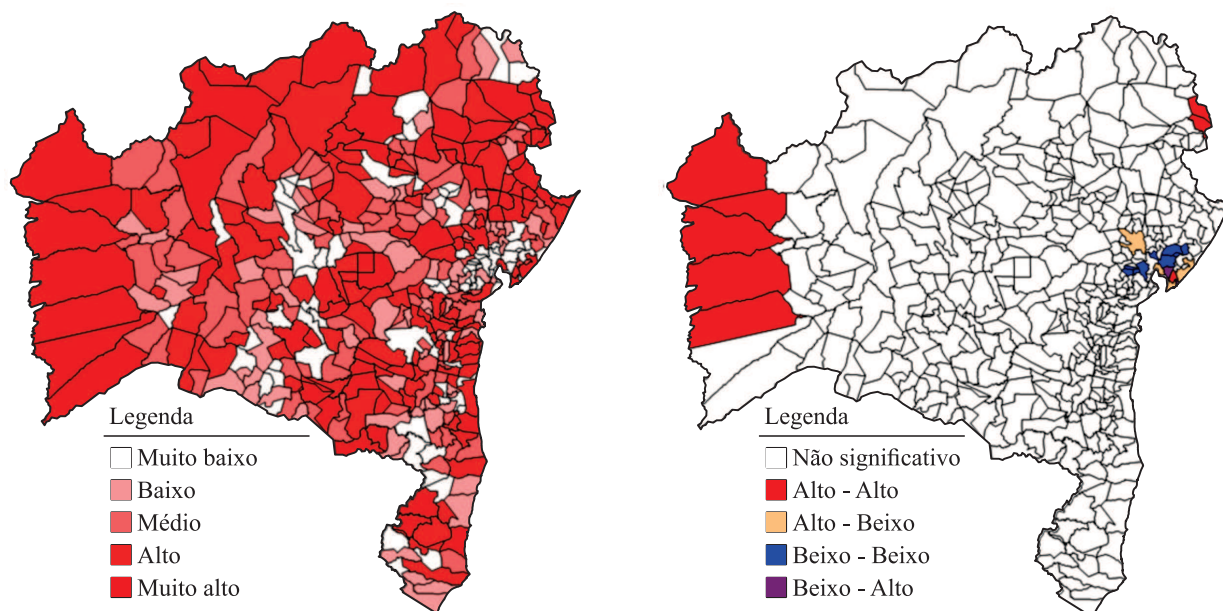 Legenda
Muito baixo
Baixo
Médio
Alto
Muito alto
Legenda
Não significativo
Alto - Alto
Alto - Beixo
Beixo - Beixo
Beixo - Alto